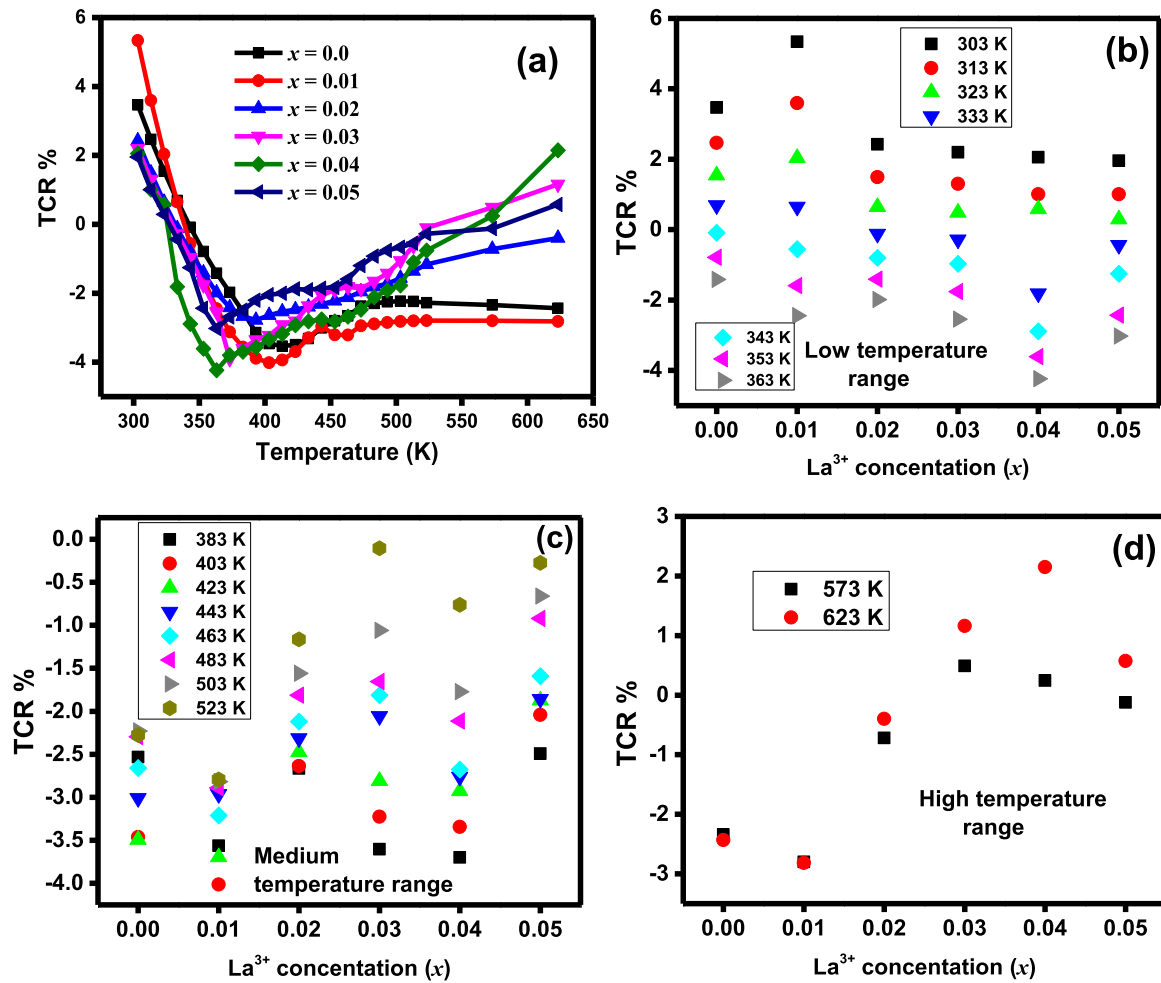 6
4
2
0
-2
-4
TCR %
x = 0.0
x = 0.01
x = 0.02
x = 0.03
x = 0.04
x = 0.05
(a)
300 350 400 450 500 550 600 650
Temperature (K)
6
4
2
0
-2
-4
TCR %
303 K
313 K
323 K
333 K
(b)
343 K
353 K
363 K
Low temperature
range
0.00 0.01 0.02 0.03 0.04 0.05
La³⁺ concentation (x)
0.0
-0.5
-1.0
-1.5
-2.0
-2.5
-3.0
-3.5
-4.0
TCR %
383 K
403 K
423 K
443 K
463 K
483 K
503 K
523 K
(c)
Medium
temperature range
0.00 0.01 0.02 0.03 0.04 0.05
La³⁺ concentation (x)
3
2
1
0
-1
-2
-3
TCR %
573 K
623 K
(d)
High temperature
range
0.00 0.01 0.02 0.03 0.04 0.05
La³⁺ concentation (x)